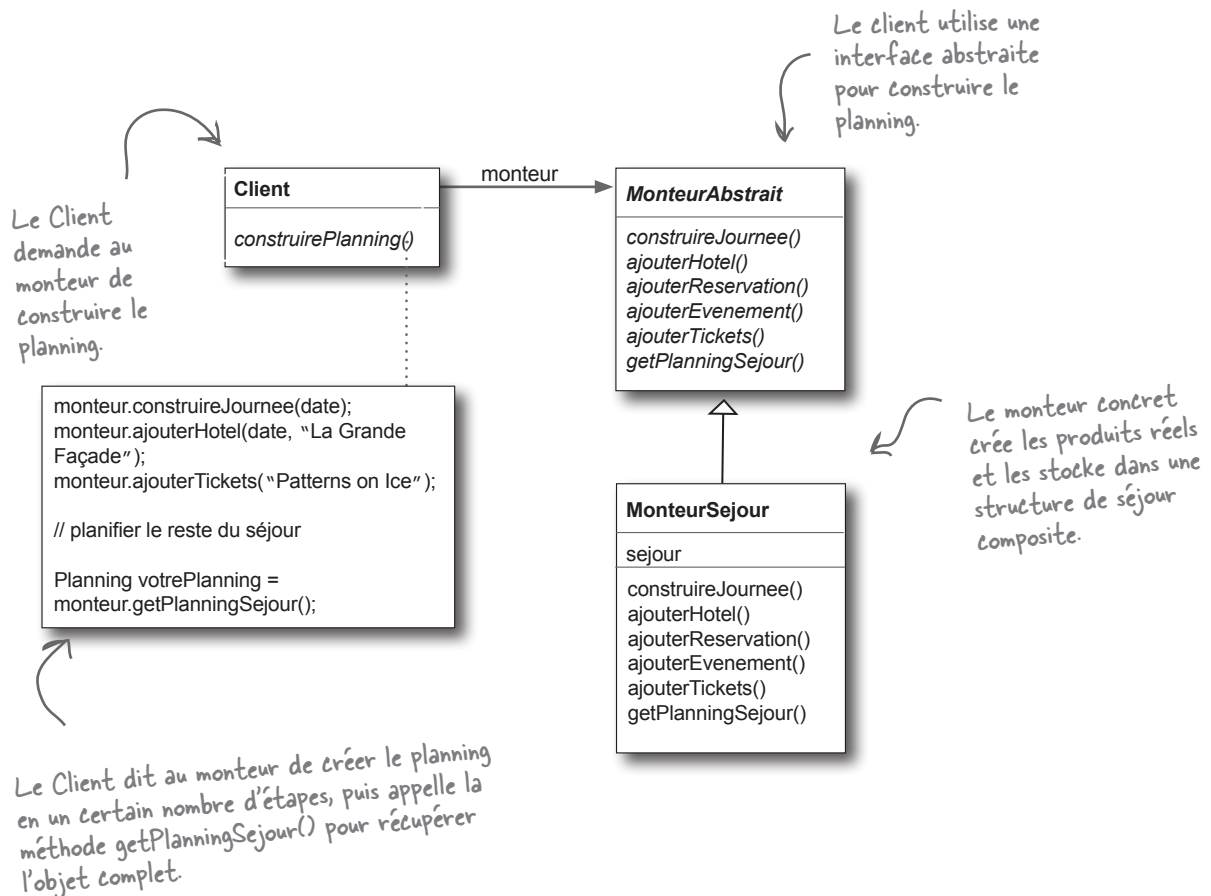 Le client utilise une
interface abstraite
pour construire le
planning.
Le Client
demande au
monteur de
construire le
planning.
Client
construirePlanning()
monteur
MonteurAbstrait
construireJournee()
ajouterHotel()
ajouterReservation()
ajouterEvenement()
ajouterTickets()
getPlanningSejour()
monteur.construireJournee(date);
monteur.ajouterHotel(date, “La Grande
Façade”);
monteur.ajouterTickets(“Patterns on Ice”);
// planifier le reste du séjour
Planning votrePlanning =
monteur.getPlanningSejour();
Le monteur concret
crée les produits réels
et les stocke dans une
structure de séjour
composite.
MonteurSejour
sejour
construireJournee()
ajouterHotel()
ajouterReservation()
ajouterEvenement()
ajouterTickets()
getPlanningSejour()
Le Client dit au monteur de créer le planning
en un certain nombre d'étapes, puis appelle la
méthode getPlanningSejour() pour récupérer
l'objet complet.